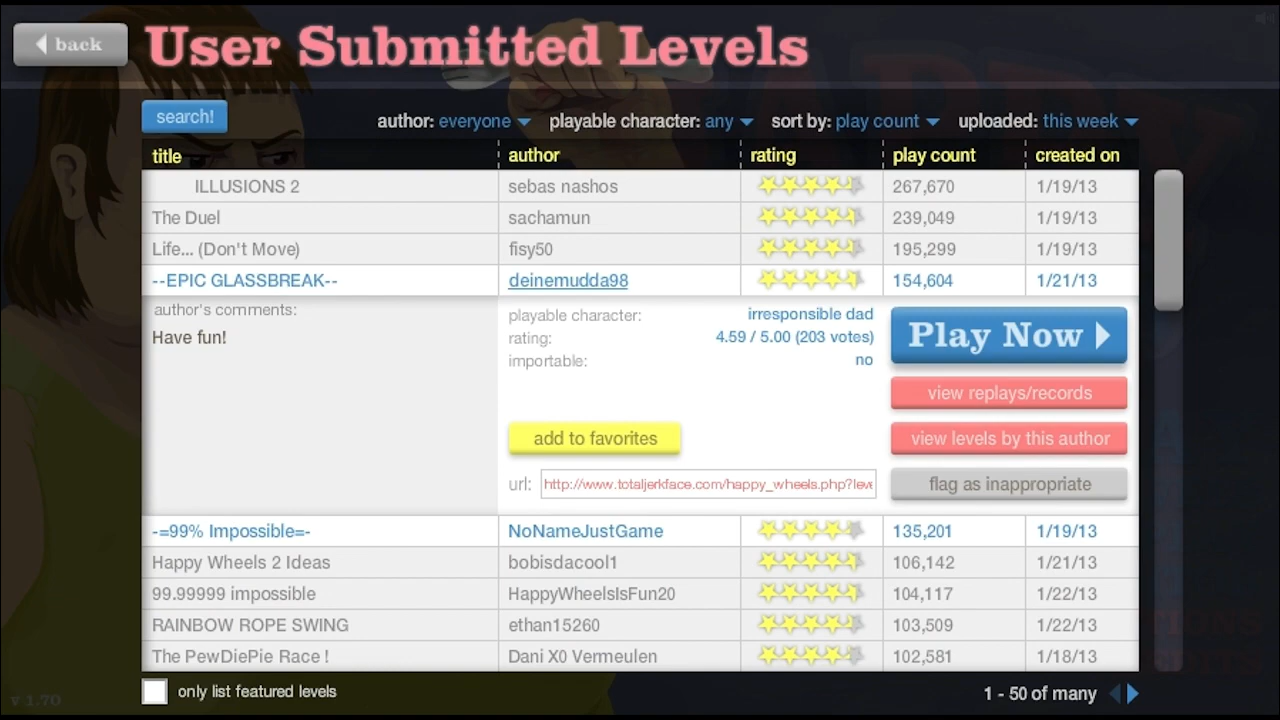 back
User Submitted Levels
search!
author: everyone playable character: any sort by: play count uploaded: this week
title author rating play count created on
ILLUSIONS 2 sebas nashos 267,670 1/19/13
The Duel sachamun 239,049 1/19/13
Life... (Don't Move) fisy50 195,299 1/19/13
--EPIC GLASSBREAK-- deinemudda98 154,604 1/21/13
author's comments:
Have fun!
playable character: irresponsible dad
rating: 4.59 / 5.00 (203 votes)
importable: no
Play Now
view replays/records
add to favorites
view levels by this author
url: http://www.totaljerkface.com/happy_wheels.php?leve
flag as inappropriate
-=99% Impossible=- NoNameJustGame 135,201 1/19/13
Happy Wheels 2 Ideas bobisdacool1 106,142 1/21/13
99.99999 impossible HappyWheelsIsFun20 104,117 1/22/13
RAINBOW ROPE SWING ethan15260 103,509 1/22/13
The PewDiePie Race ! Dani X0 Vermeulen 102,581 1/18/13
only list featured levels
1 - 50 of many
v 1.70